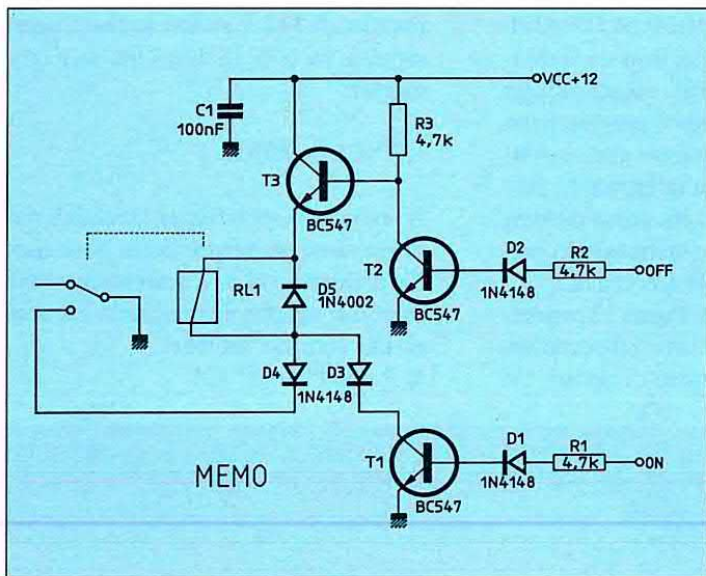 VCC+12
C1
100nF
R3
4,7k
T3
BC547
T2
D2
R2
4,7k
OFF
1N4148
BC547
RL1
D5
1N4002
D4
D3
1N4148
T1
D1
R1
4,7k
ON
1N4148
BC547
MEMO